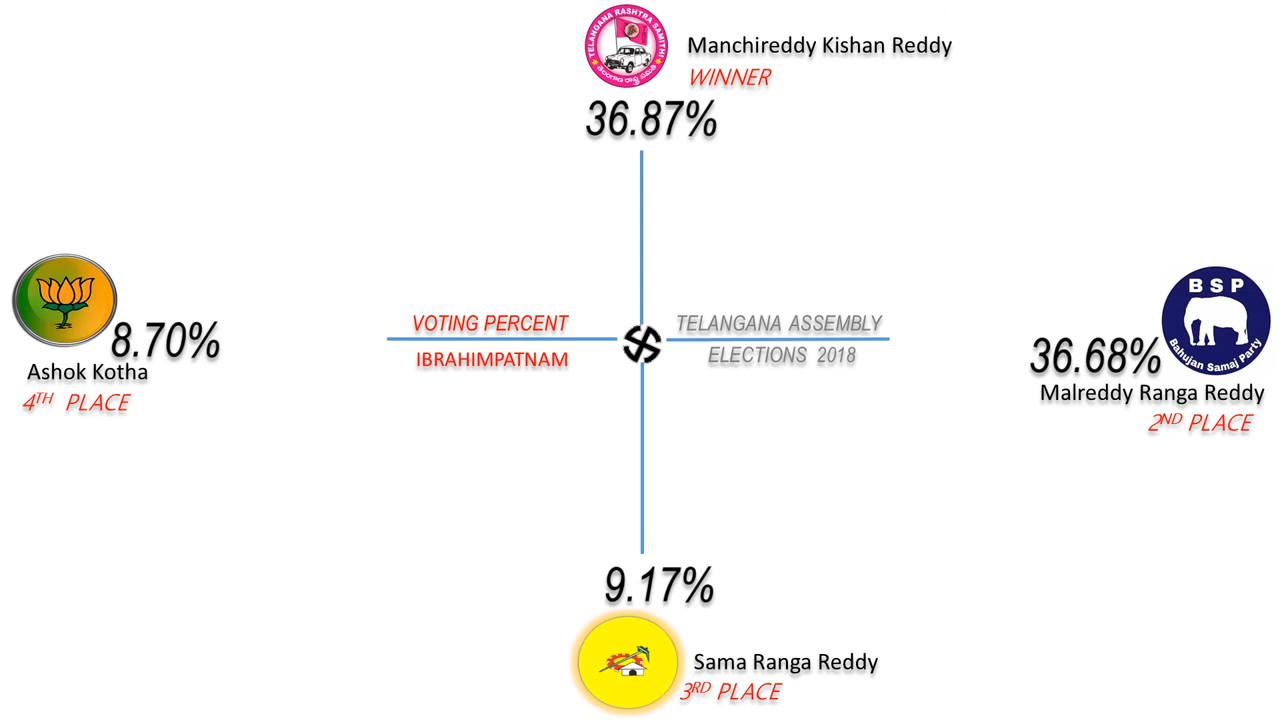 TELANGANA RASHTRA SAMITHI
తెలంగాణ రాష్ట్ర సమితి
Manchireddy Kishan Reddy
WINNER
36.87%
VOTING PERCENT
IBRAHIMPATNAM
TELANGANA ASSEMBLY
ELECTIONS 2018
8.70%
Ashok Kotha
4TH PLACE
BSP
Bahujan Samaj Party
36.68%
Malreddy Ranga Reddy
2ND PLACE
9.17%
Sama Ranga Reddy
3RD PLACE